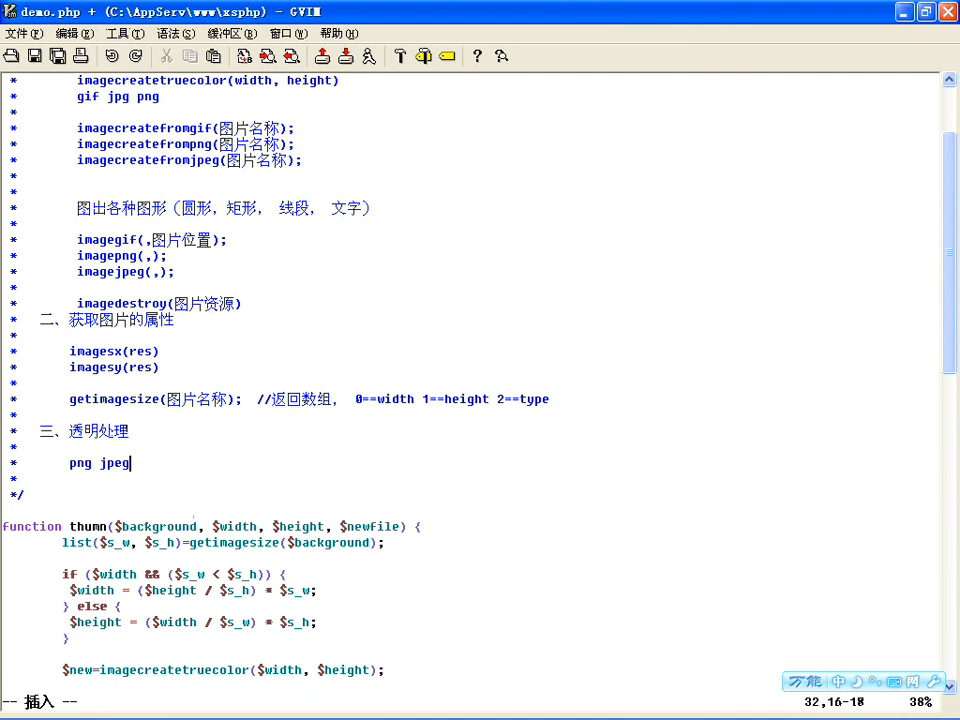 demo.php + (C:\AppServ\www\xsphp) - GVIM
文件(F) 编辑(E) 工具(T) 语法(S) 缓冲区(B) 窗口(W) 帮助(H)
* imagecreatetruecolor(width, height)
* gif jpg png
*
* imagecreatefromgif(图片名称);
* imagecreatefrompng(图片名称);
* imagecreatefromjpeg(图片名称);
*
*
* 图出各种图形（圆形，矩形， 线段， 文字）
*
* imagegif(,图片位置);
* imagepng(,);
* imagejpeg(,);
*
* imagedestroy(图片资源)
* 二、获取图片的属性
*
* imagesx(res)
* imagesy(res)
*
* getimagesize(图片名称); //返回数组， 0==width 1==height 2==type
*
* 三、透明处理
*
* png jpeg
*
*/
function thumn($background, $width, $height, $newfile) {
list($s_w, $s_h)=getimagesize($background);
if ($width && ($s_w < $s_h)) {
$width = ($height / $s_h) * $s_w;
} else {
$height = ($width / $s_w) * $s_h;
}
$new=imagecreatetruecolor($width, $height);
万能 中 网
-- 插入 -- 32,16-18 38%